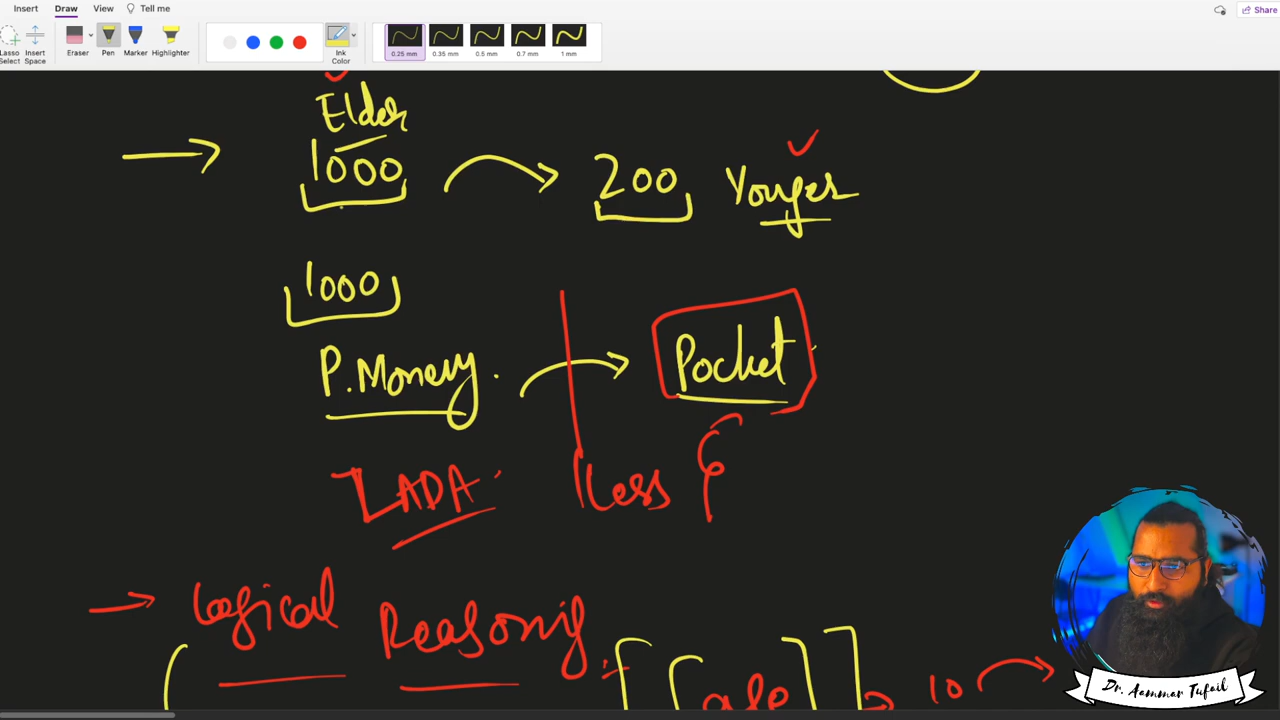 Insert Draw View Tell me
Share
Lasso Select
Insert Space
Eraser
Pen
Marker
Highlighter
Ink Color
0.25 mm
0.35 mm
0.5 mm
0.7 mm
1 mm
Elder
1000 200 Younger
1000
P.Money. Pocket
LADA. less
Logical Reasoning
10
Dr. Aammar Tufail